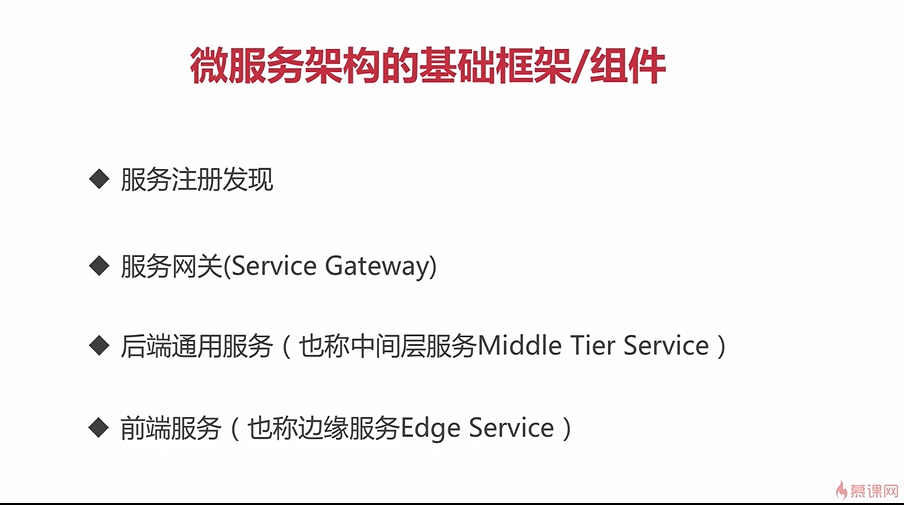 微服务架构的基础框架/组件
◆ 服务注册发现
◆ 服务网关(Service Gateway)
◆ 后端通用服务（也称中间层服务Middle Tier Service）
◆ 前端服务（也称边缘服务Edge Service）
慕课网